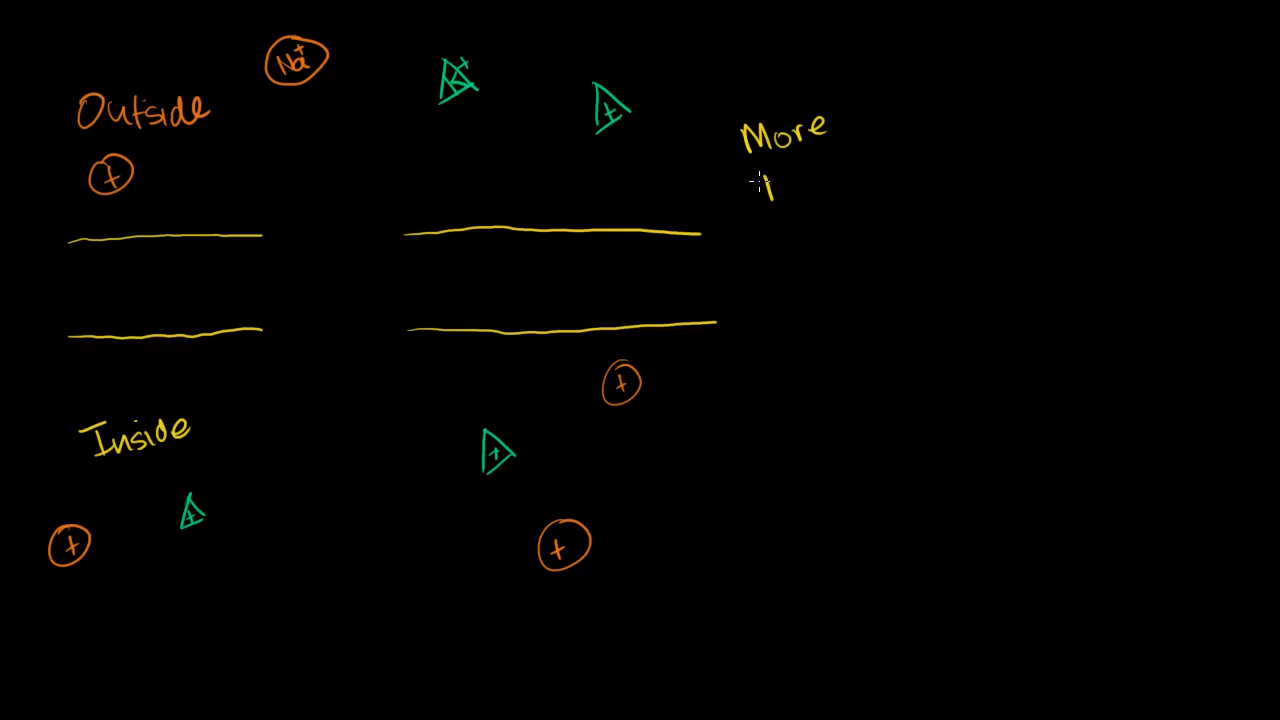 Na+
K+
+
Outside
More
+
+
Inside
+
+
+
+